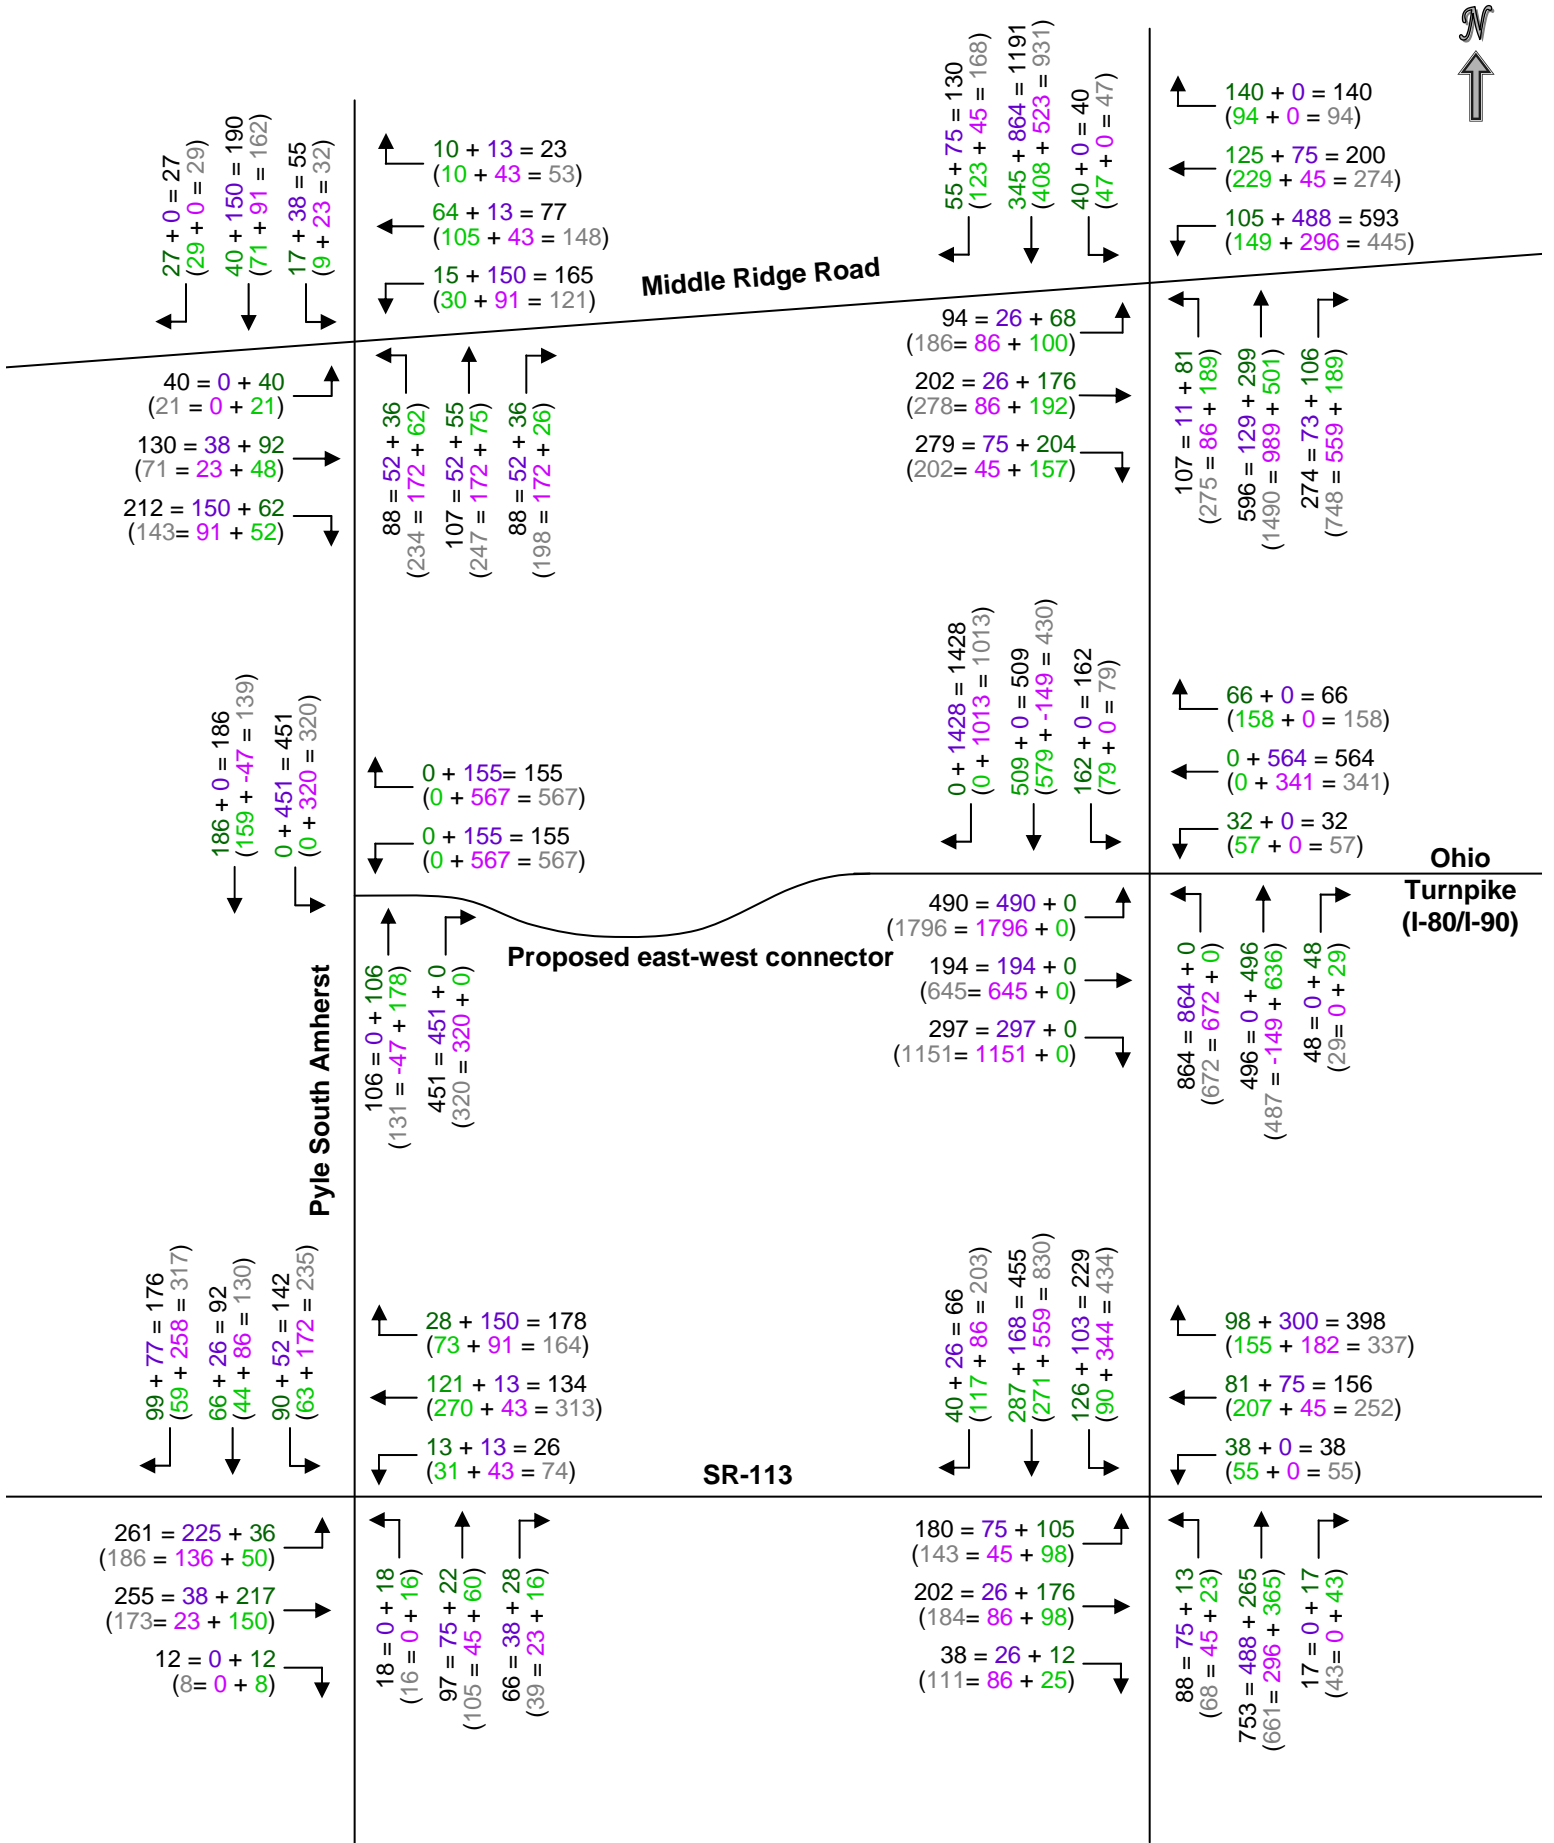 N
27 + 0 = 27
(29 + 0 = 29)
40 + 150 = 190
(71 + 91 = 162)
17 + 38 = 55
(9 + 23 = 32)
10 + 13 = 23
(10 + 43 = 53)
64 + 13 = 77
(105 + 43 = 148)
15 + 150 = 165
(30 + 91 = 121)
55 + 75 = 130
(123 + 45 = 168)
345 + 864 = 1191
(408 + 523 = 931)
40 + 0 = 40
(47 + 0 = 47)
140 + 0 = 140
(94 + 0 = 94)
125 + 75 = 200
(229 + 45 = 274)
105 + 488 = 593
(149 + 296 = 445)
Middle Ridge Road
40 = 0 + 40
(21 = 0 + 21)
130 = 38 + 92
(71 = 23 + 48)
212 = 150 + 62
(143= 91 + 52)
88 = 52 + 36
(234 = 172 + 62)
107 = 52 + 55
(247 = 172 + 75)
88 = 52 + 36
(198 = 172 + 26)
94 = 26 + 68
(186= 86 + 100)
202 = 26 + 176
(278= 86 + 192)
279 = 75 + 204
(202= 45 + 157)
107 = 11 + 81
(275 = 86 + 189)
596 = 129 + 299
(1490 = 989 + 501)
274 = 73 + 106
(748 = 559 + 189)
186 + 0 = 186
(159 + -47 = 139)
0 + 451 = 451
(0 + 320 = 320)
0 + 155= 155
(0 + 567 = 567)
0 + 155 = 155
(0 + 567 = 567)
0 + 1428 = 1428
(0 + 1013 = 1013)
509 + 0 = 509
(579 + -149 = 430)
162 + 0 = 162
(79 + 0 = 79)
66 + 0 = 66
(158 + 0 = 158)
0 + 564 = 564
(0 + 341 = 341)
32 + 0 = 32
(57 + 0 = 57)
Ohio
Turnpike
(I-80/I-90)
Proposed east-west connector
Pyle South Amherst
106 = 0 + 106
(131 = -47 + 178)
451 = 451 + 0
(320 = 320 + 0)
490 = 490 + 0
(1796 = 1796 + 0)
194 = 194 + 0
(645= 645 + 0)
297 = 297 + 0
(1151= 1151 + 0)
864 = 864 + 0
(672 = 672 + 0)
496 = 0 + 496
(487 = -149 + 636)
48 = 0 + 48
(29= 0 + 29)
99 + 77 = 176
(59 + 258 = 317)
66 + 26 = 92
(44 + 86 = 130)
90 + 52 = 142
(63 + 172 = 235)
28 + 150 = 178
(73 + 91 = 164)
121 + 13 = 134
(270 + 43 = 313)
13 + 13 = 26
(31 + 43 = 74)
40 + 26 = 66
(117 + 86 = 203)
287 + 168 = 455
(271 + 559 = 830)
126 + 103 = 229
(90 + 344 = 434)
98 + 300 = 398
(155 + 182 = 337)
81 + 75 = 156
(207 + 45 = 252)
38 + 0 = 38
(55 + 0 = 55)
SR-113
261 = 225 + 36
(186 = 136 + 50)
255 = 38 + 217
(173= 23 + 150)
12 = 0 + 12
(8= 0 + 8)
18 = 0 + 18
(16 = 0 + 16)
97 = 75 + 22
(105 = 45 + 60)
66 = 38 + 28
(39 = 23 + 16)
180 = 75 + 105
(143 = 45 + 98)
202 = 26 + 176
(184= 86 + 98)
38 = 26 + 12
(111= 86 + 25)
88 = 75 + 13
(68 = 45 + 23)
753 = 488 + 265
(661= 296 + 365)
17 = 0 + 17
(43= 0 + 43)